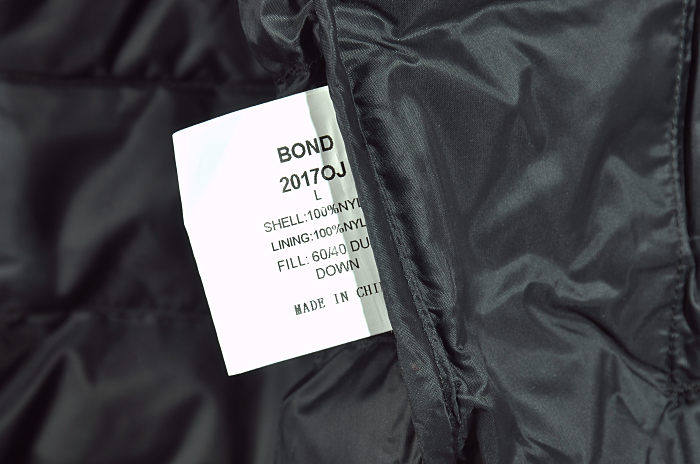 BOND
2017OJ
L
SHELL:100%NYL
LINING:100%NYL
FILL: 60/40 DU
DOWN
MADE IN CHI